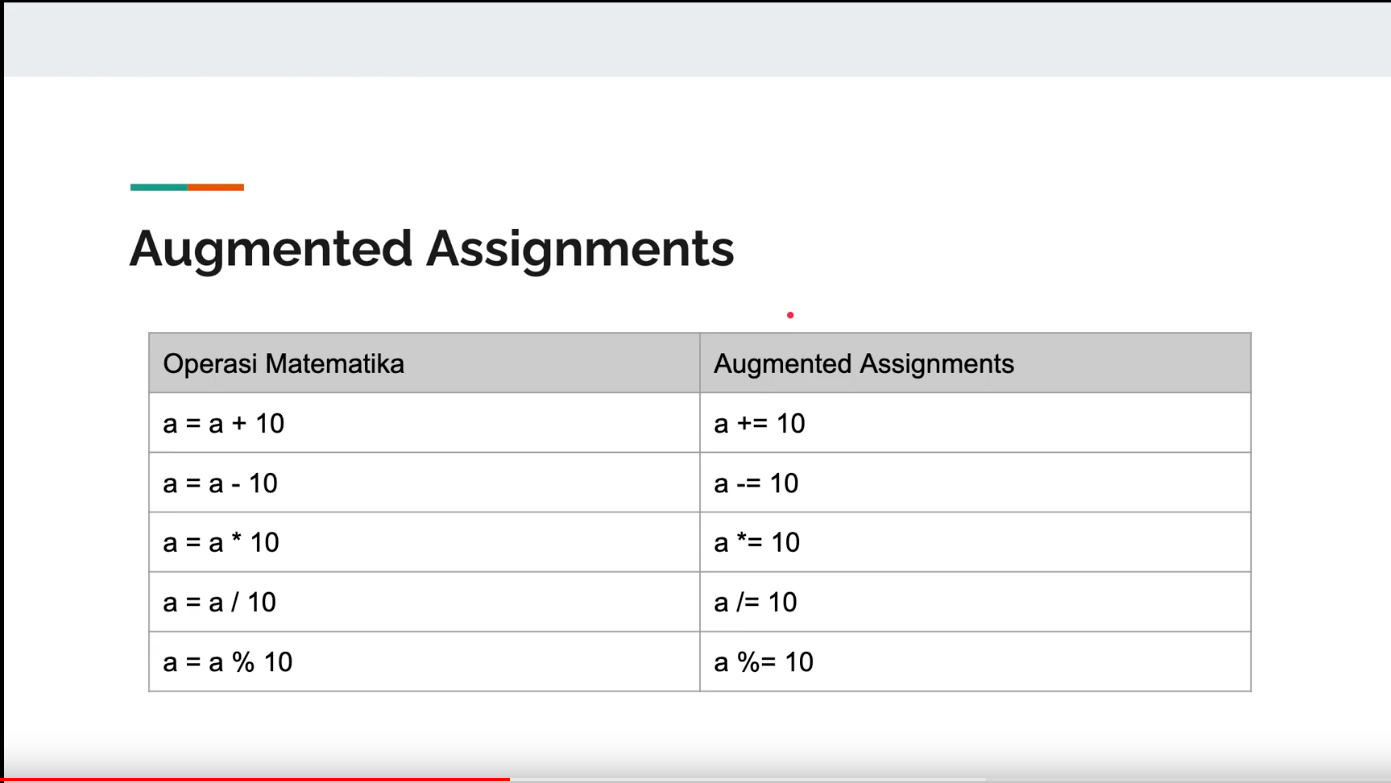 Augmented Assignments
Operasi Matematika Augmented Assignments
a = a + 10 a += 10
a = a - 10 a -= 10
a = a * 10 a *= 10
a = a / 10 a /= 10
a = a % 10 a %= 10